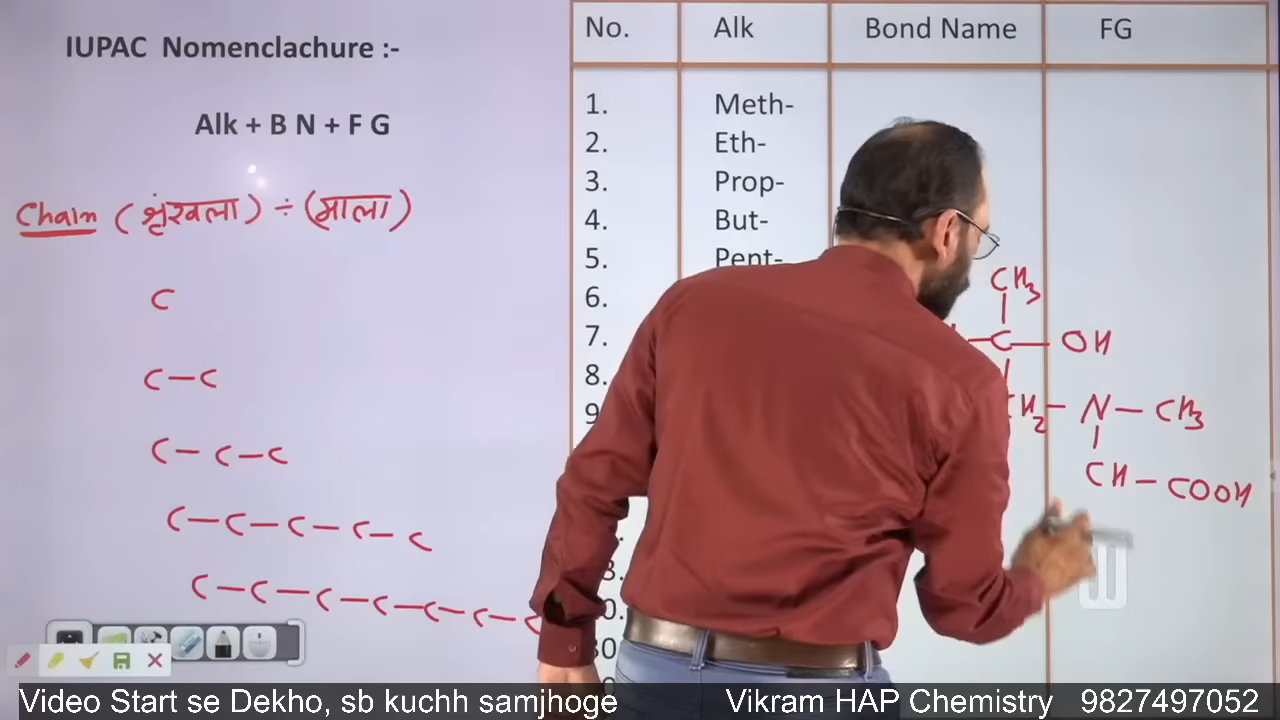 IUPAC Nomenclachure :-
Alk + B N + F G
Chain (श्रृंखला) ÷ (माला)
C
C – C
C – C – C
C – C – C – C – C
C – C – C – C – C – C – C
No. Alk Bond Name FG
1. Meth-
2. Eth-
3. Prop-
4. But-
5. Pent-
6.
7.
8.
CH3
– C – OH
CH2 – N – CH3
CH – COOH
Video Start se Dekho, sb kuchh samjhoge Vikram HAP Chemistry 9827497052